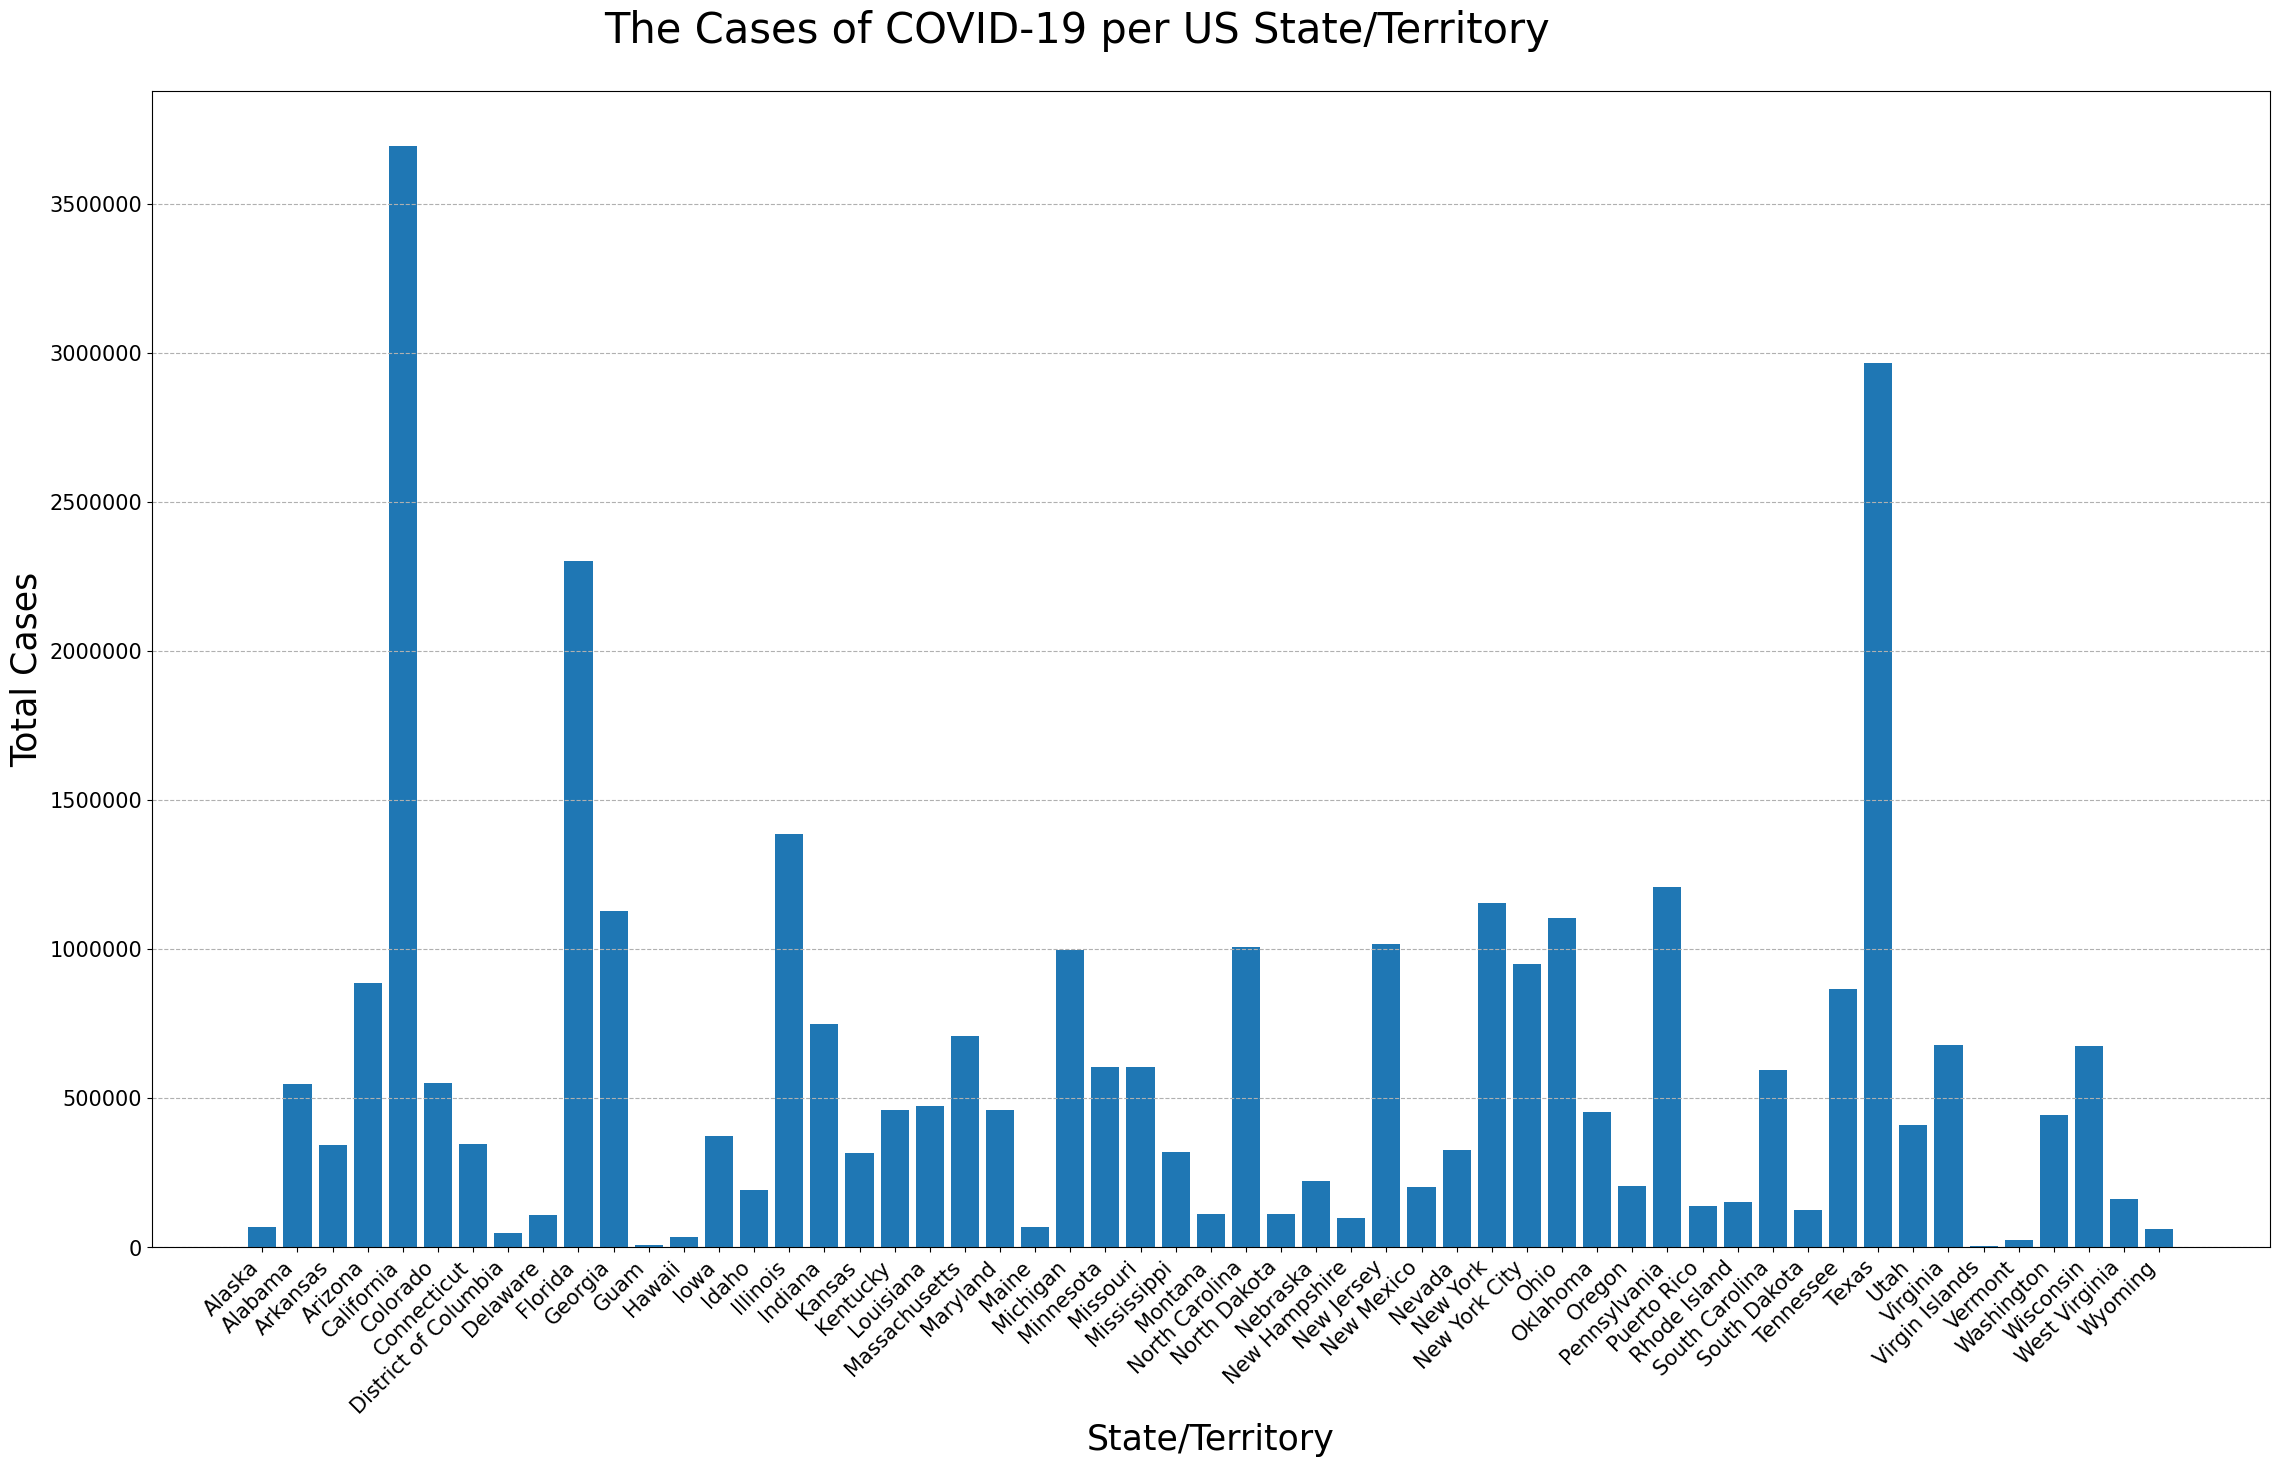 The Cases of COVID-19 per US State/Territory
Total Cases
3500000
3000000
2500000
2000000
1500000
1000000
500000
0
Alaska
Alabama
Arkansas
Arizona
California
Colorado
Connecticut
District of Columbia
Delaware
Florida
Georgia
Guam
Hawaii
Iowa
Idaho
Illinois
Indiana
Kansas
Kentucky
Louisiana
Massachusetts
Maryland
Maine
Michigan
Minnesota
Missouri
Mississippi
Montana
North Carolina
North Dakota
Nebraska
New Hampshire
New Jersey
New Mexico
Nevada
New York
New York City
Ohio
Oklahoma
Oregon
Pennsylvania
Puerto Rico
Rhode Island
South Carolina
South Dakota
Tennessee
Texas
Utah
Virginia
Virgin Islands
Vermont
Washington
Wisconsin
West Virginia
Wyoming
State/Territory